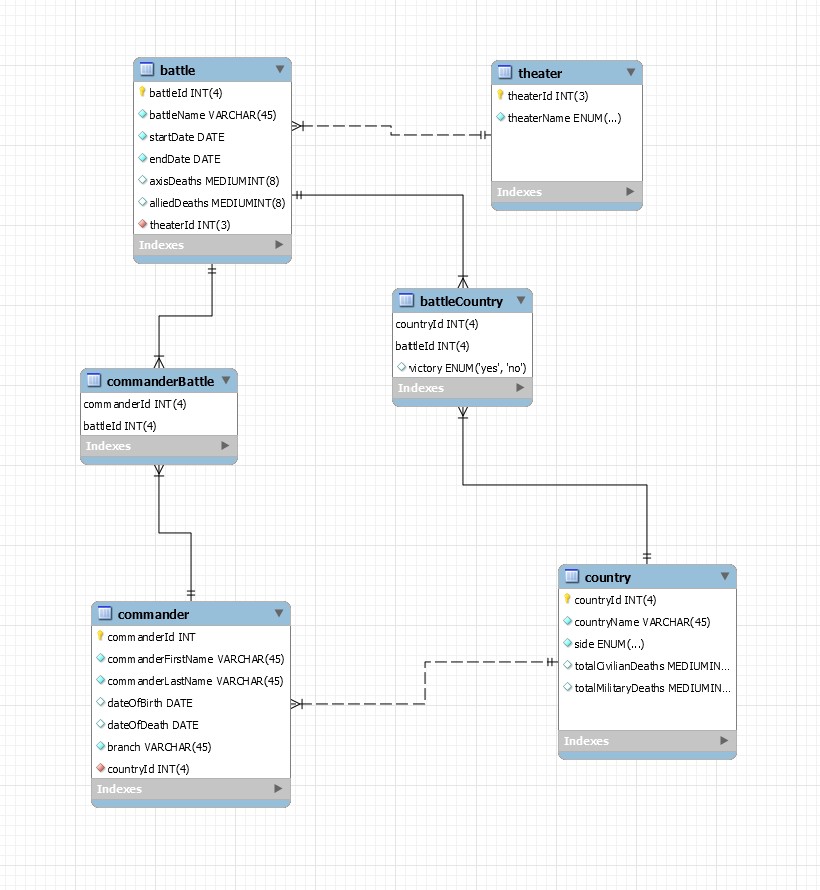 battle
battleId INT(4)
battleName VARCHAR(45)
startDate DATE
endDate DATE
axisDeaths MEDIUMINT(8)
alliedDeaths MEDIUMINT(8)
theaterId INT(3)
Indexes
theater
theaterId INT(3)
theaterName ENUM(...)
Indexes
battleCountry
countryId INT(4)
battleId INT(4)
victory ENUM('yes', 'no')
Indexes
commanderBattle
commanderId INT(4)
battleId INT(4)
Indexes
commander
commanderId INT
commanderFirstName VARCHAR(45)
commanderLastName VARCHAR(45)
dateOfBirth DATE
dateOfDeath DATE
branch VARCHAR(45)
countryId INT(4)
Indexes
country
countryId INT(4)
countryName VARCHAR(45)
side ENUM(...)
totalCivilianDeaths MEDIUMIN...
totalMilitaryDeaths MEDIUMIN...
Indexes